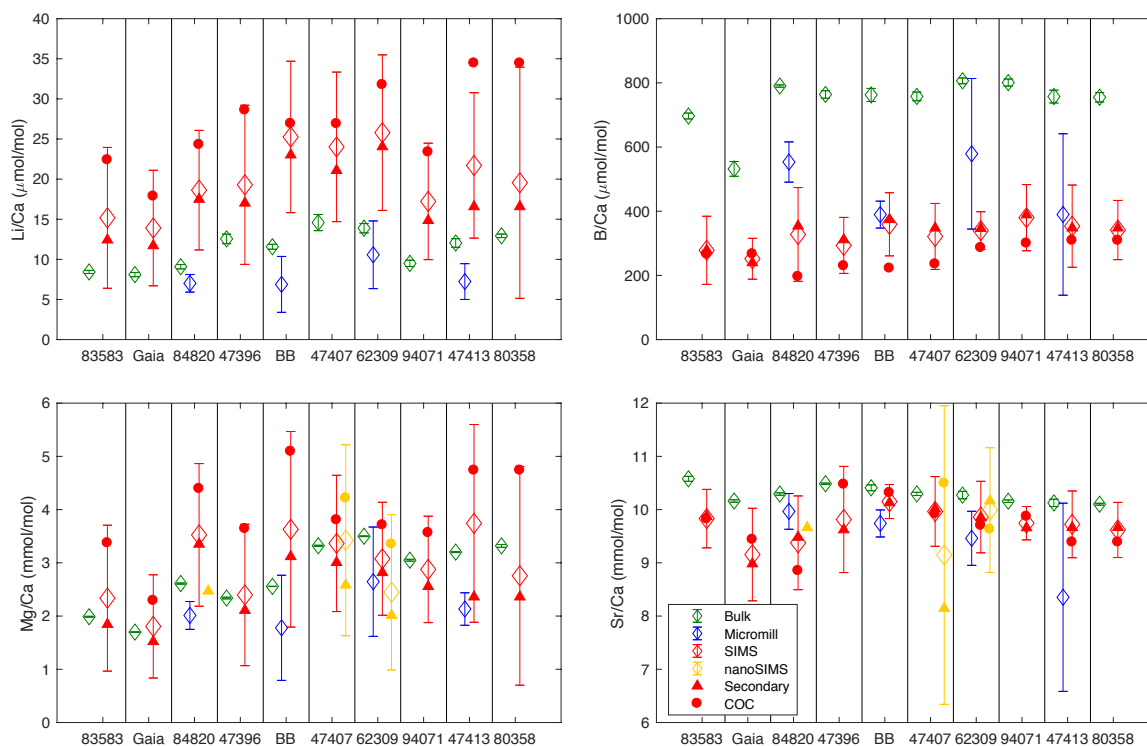 Li/Ca (μmol/mol)
40
35
30
25
20
15
10
5
0
83583 Gaia 84820 47396 BB 47407 62309 94071 47413 80358
B/Ca (μmol/mol)
1000
800
600
400
200
0
83583 Gaia 84820 47396 BB 47407 62309 94071 47413 80358
Mg/Ca (mmol/mol)
6
5
4
3
2
1
0
83583 Gaia 84820 47396 BB 47407 62309 94071 47413 80358
Sr/Ca (mmol/mol)
12
11
10
9
8
7
6
Bulk
Micromill
SIMS
nanoSIMS
Secondary
COC
83583 Gaia 84820 47396 BB 47407 62309 94071 47413 80358